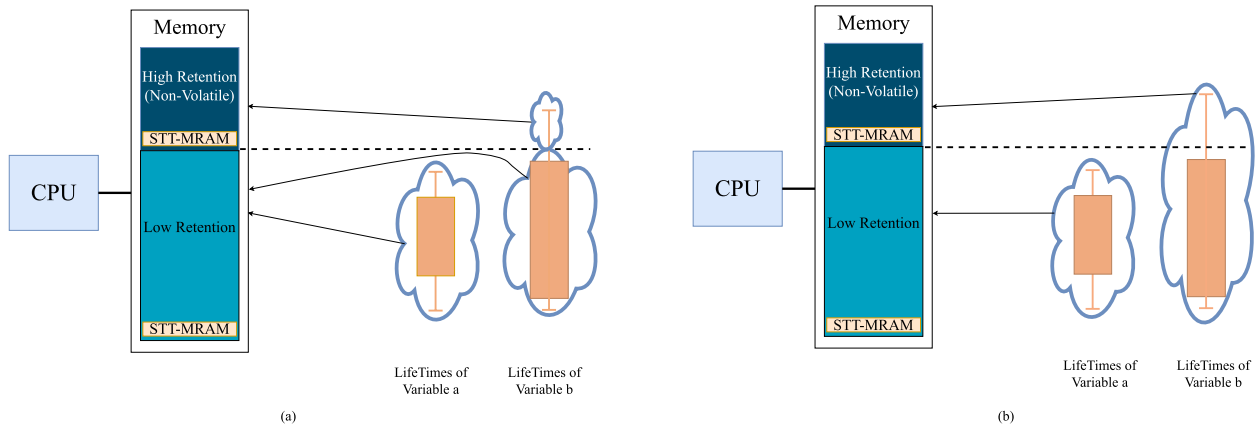 Memory
High Retention
(Non-Volatile)
STT-MRAM
CPU
Low Retention
STT-MRAM
LifeTimes of
Variable a
LifeTimes of
Variable b
(a)
Memory
High Retention
(Non-Volatile)
STT-MRAM
CPU
Low Retention
STT-MRAM
LifeTimes of
Variable a
LifeTimes of
Variable b
(b)